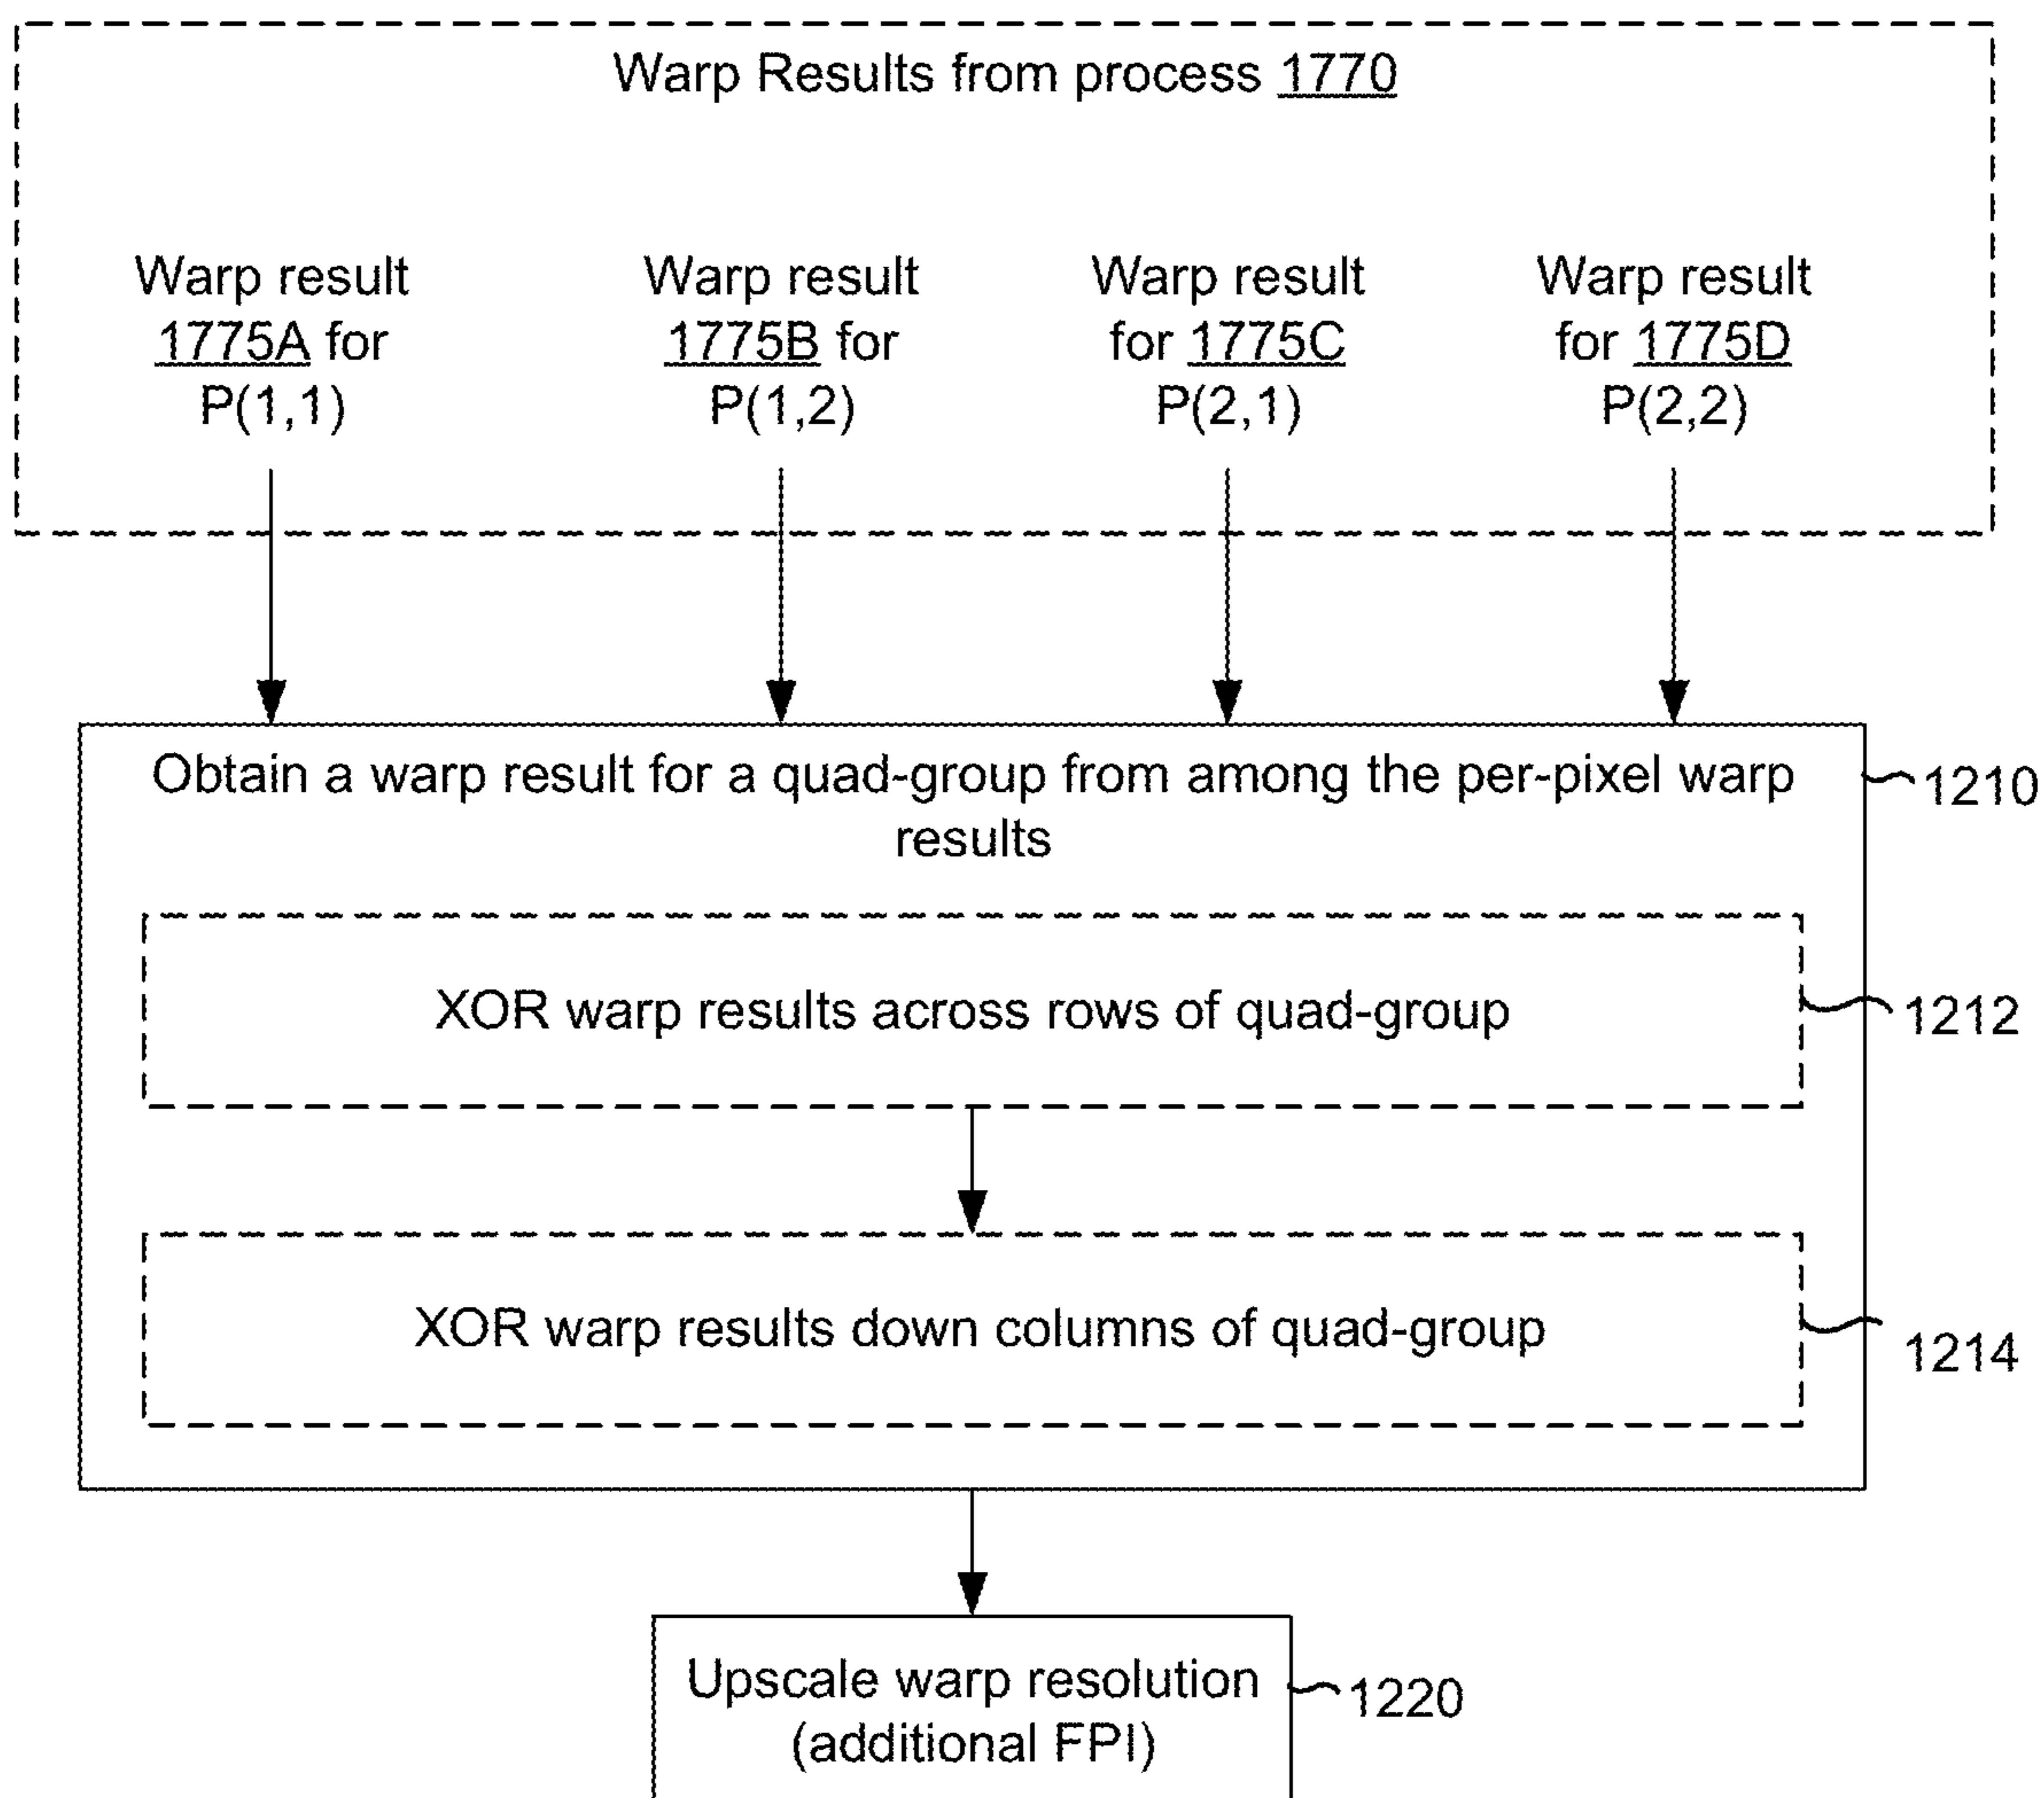 Warp Results from process 1770
Warp result
1775A for
P(1,1)
Warp result
1775B for
P(1,2)
Warp result
for 1775C
P(2,1)
Warp result
for 1775D
P(2,2)
Obtain a warp result for a quad-group from among the per-pixel warp
results
1210
XOR warp results across rows of quad-group
1212
XOR warp results down columns of quad-group
1214
Upscale warp resolution
(additional FPI)
1220